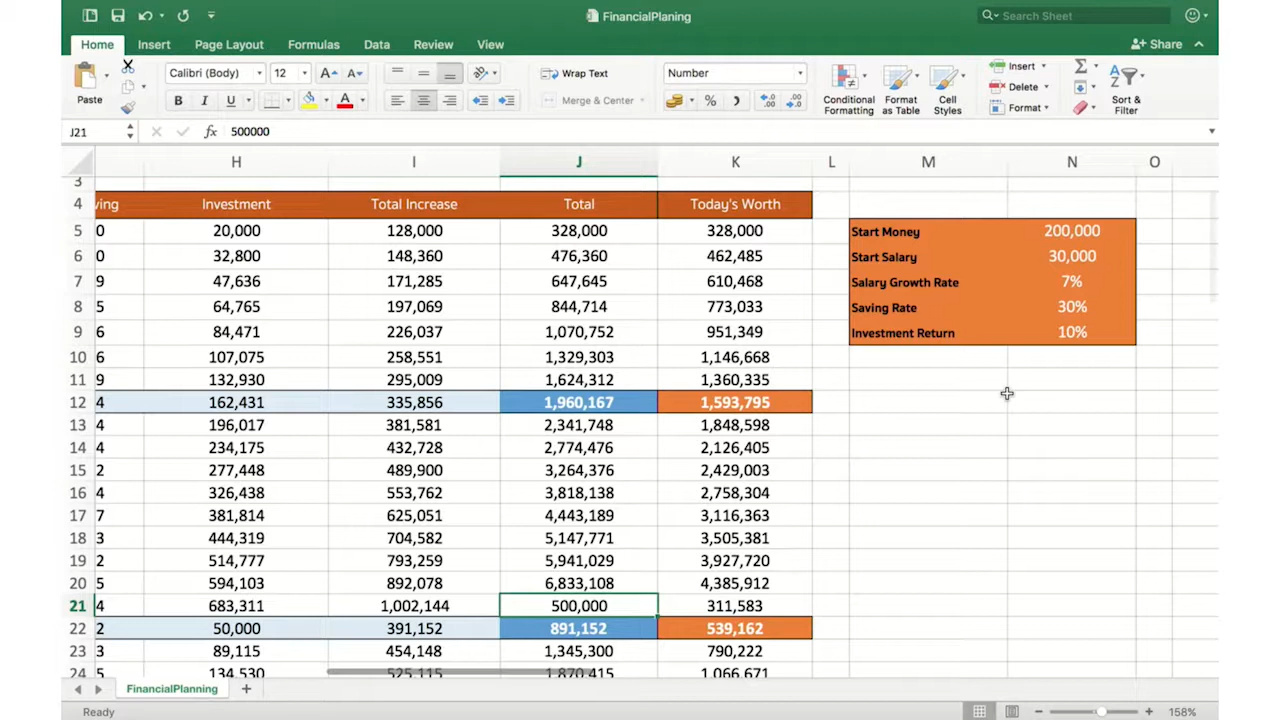 FinancialPlaning
Search Sheet
Home Insert Page Layout Formulas Data Review View Share
Paste Calibri (Body) 12 A A Wrap Text Number Conditional Formatting Format as Table Cell Styles Insert Delete Format Sort & Filter
B I U A Merge & Center %
J21 fx 500000
H I J K L M N O
3
4 ving Investment Total Increase Total Today's Worth
5 0 20,000 128,000 328,000 328,000 Start Money 200,000
6 0 32,800 148,360 476,360 462,485 Start Salary 30,000
7 9 47,636 171,285 647,645 610,468 Salary Growth Rate 7%
8 5 64,765 197,069 844,714 773,033 Saving Rate 30%
9 6 84,471 226,037 1,070,752 951,349 Investment Return 10%
10 6 107,075 258,551 1,329,303 1,146,668
11 9 132,930 295,009 1,624,312 1,360,335
12 4 162,431 335,856 1,960,167 1,593,795
13 4 196,017 381,581 2,341,748 1,848,598
14 4 234,175 432,728 2,774,476 2,126,405
15 2 277,448 489,900 3,264,376 2,429,003
16 4 326,438 553,762 3,818,138 2,758,304
17 7 381,814 625,051 4,443,189 3,116,363
18 3 444,319 704,582 5,147,771 3,505,381
19 2 514,777 793,259 5,941,029 3,927,720
20 5 594,103 892,078 6,833,108 4,385,912
21 4 683,311 1,002,144 500,000 311,583
22 2 50,000 391,152 891,152 539,162
23 3 89,115 454,148 1,345,300 790,222
24 5 134,530 525,115 1,870,415 1,066,671
FinancialPlanning
Ready 158%